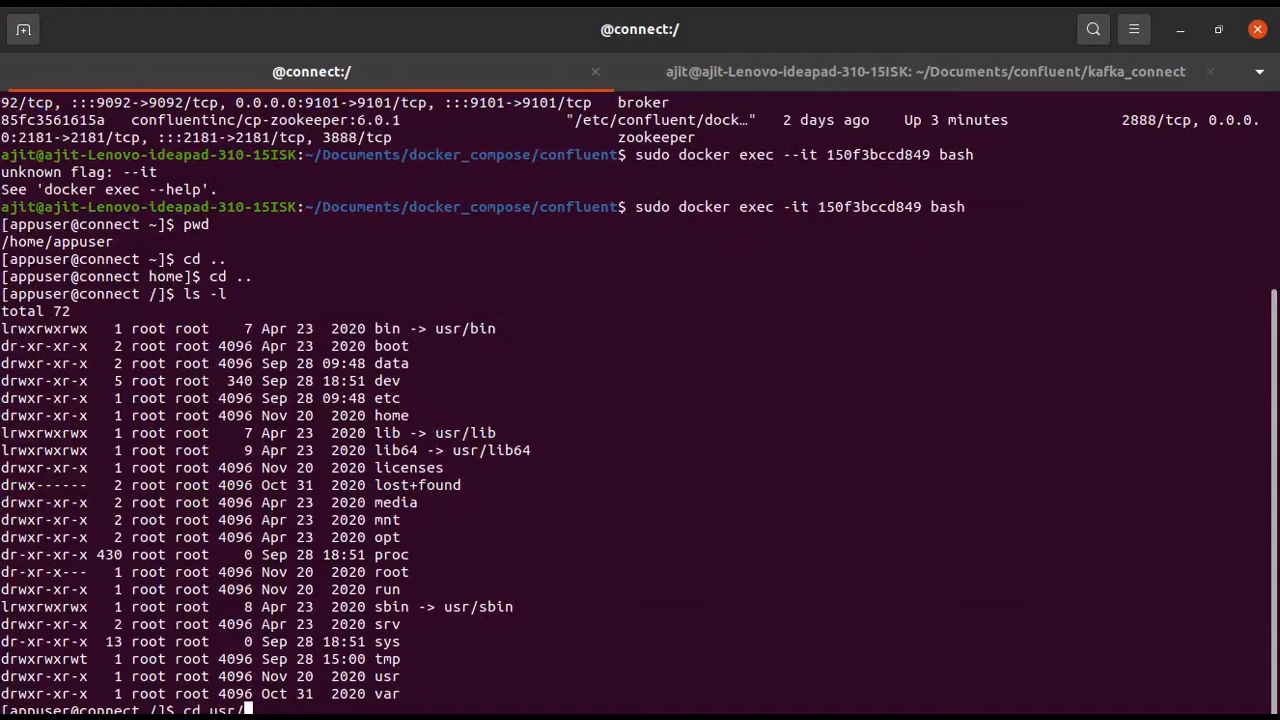 @connect:/
@connect:/
ajit@ajit-Lenovo-ideapad-310-15ISK: ~/Documents/confluent/kafka_connect
92/tcp, :::9092->9092/tcp, 0.0.0.0:9101->9101/tcp, :::9101->9101/tcp   broker
85fc3561615a   confluentinc/cp-zookeeper:6.0.1                   "/etc/confluent/dock…"   2 days ago   Up 3 minutes             2888/tcp, 0.0.0.
0:2181->2181/tcp, :::2181->2181/tcp, 3888/tcp                          zookeeper
ajit@ajit-Lenovo-ideapad-310-15ISK:~/Documents/docker_compose/confluent$ sudo docker exec --it 150f3bccd849 bash
unknown flag: --it
See 'docker exec --help'.
ajit@ajit-Lenovo-ideapad-310-15ISK:~/Documents/docker_compose/confluent$ sudo docker exec -it 150f3bccd849 bash
[appuser@connect ~]$ pwd
/home/appuser
[appuser@connect ~]$ cd ..
[appuser@connect home]$ cd ..
[appuser@connect /]$ ls -l
total 72
lrwxrwxrwx   1 root root    7 Apr 23  2020 bin -> usr/bin
dr-xr-xr-x   2 root root 4096 Apr 23  2020 boot
drwxr-xr-x   2 root root 4096 Sep 28 09:48 data
drwxr-xr-x   5 root root  340 Sep 28 18:51 dev
drwxr-xr-x   1 root root 4096 Sep 28 09:48 etc
drwxr-xr-x   1 root root 4096 Nov 20  2020 home
lrwxrwxrwx   1 root root    7 Apr 23  2020 lib -> usr/lib
lrwxrwxrwx   1 root root    9 Apr 23  2020 lib64 -> usr/lib64
drwxr-xr-x   1 root root 4096 Nov 20  2020 licenses
drwx------   2 root root 4096 Oct 31  2020 lost+found
drwxr-xr-x   2 root root 4096 Apr 23  2020 media
drwxr-xr-x   2 root root 4096 Apr 23  2020 mnt
drwxr-xr-x   2 root root 4096 Apr 23  2020 opt
dr-xr-xr-x 430 root root    0 Sep 28 18:51 proc
dr-xr-x---   1 root root 4096 Nov 20  2020 root
drwxr-xr-x   1 root root 4096 Nov 20  2020 run
lrwxrwxrwx   1 root root    8 Apr 23  2020 sbin -> usr/sbin
drwxr-xr-x   2 root root 4096 Apr 23  2020 srv
dr-xr-xr-x  13 root root    0 Sep 28 18:51 sys
drwxrwxrwt   1 root root 4096 Sep 28 15:00 tmp
drwxr-xr-x   1 root root 4096 Nov 20  2020 usr
drwxr-xr-x   1 root root 4096 Oct 31  2020 var
[appuser@connect /]$ cd usr/